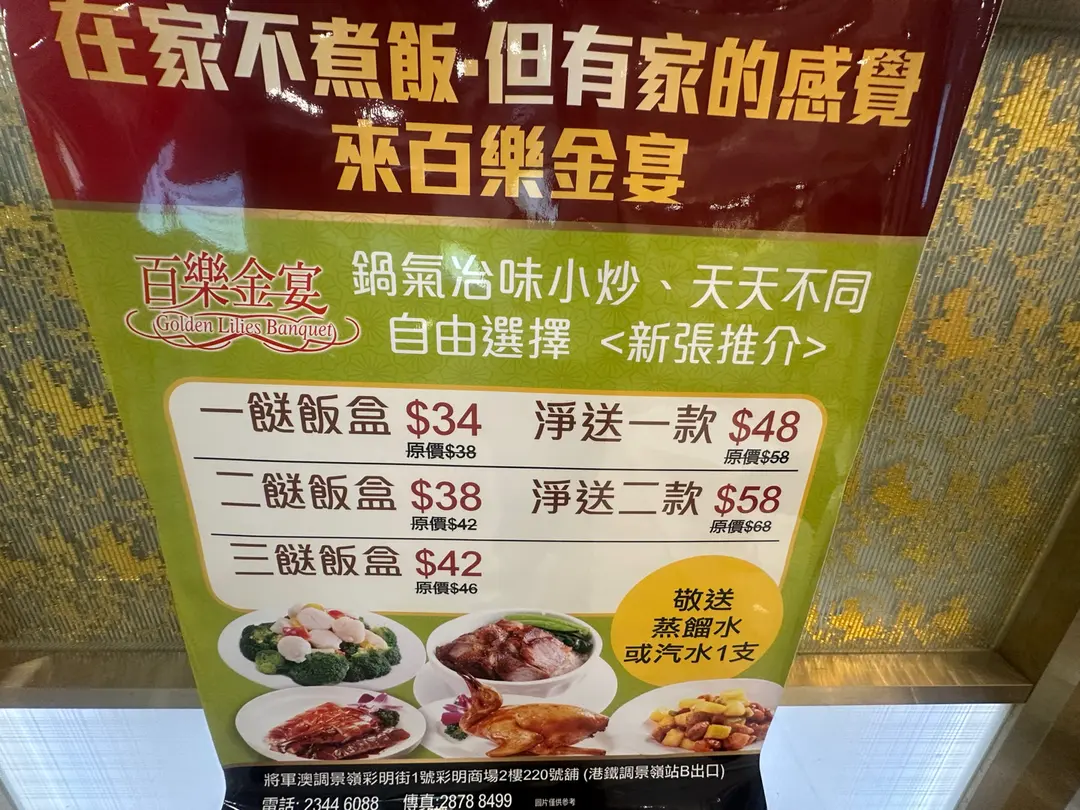 在家不煮飯·但有家的感覺
來百樂金宴
百樂金宴
Golden Lilies Banquet
鍋氣冶味小炒、天天不同
自由選擇 <新張推介>
一餸飯盒 $34
原價$38
淨送一款 $48
原價$58
二餸飯盒 $38
原價$42
淨送二款 $58
原價$68
三餸飯盒 $42
原價$46
敬送
蒸餾水
或汽水1支
將軍澳調景嶺彩明街1號彩明商場2樓220號舖 (港鐵調景嶺站B出口)
電話: 2344 6088 傳真:2878 8499 圖片僅供參考